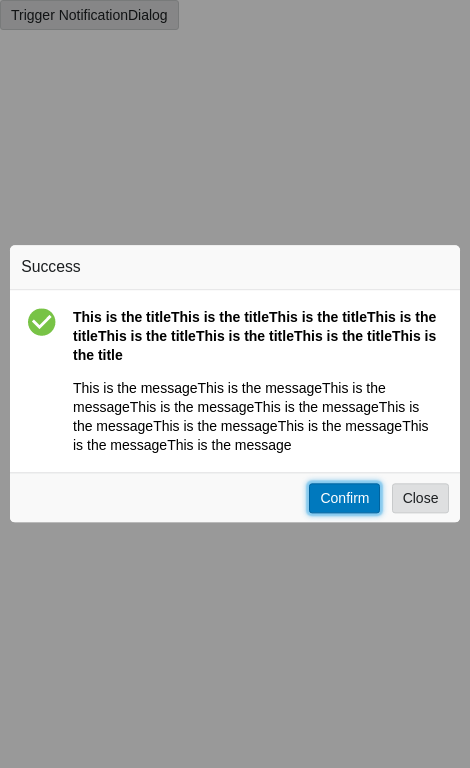 Trigger NotificationDialog
Success
This is the titleThis is the titleThis is the titleThis is the
titleThis is the titleThis is the titleThis is the titleThis is
the title
This is the messageThis is the messageThis is the
messageThis is the messageThis is the messageThis is
the messageThis is the messageThis is the messageThis
is the messageThis is the message
Confirm
Close